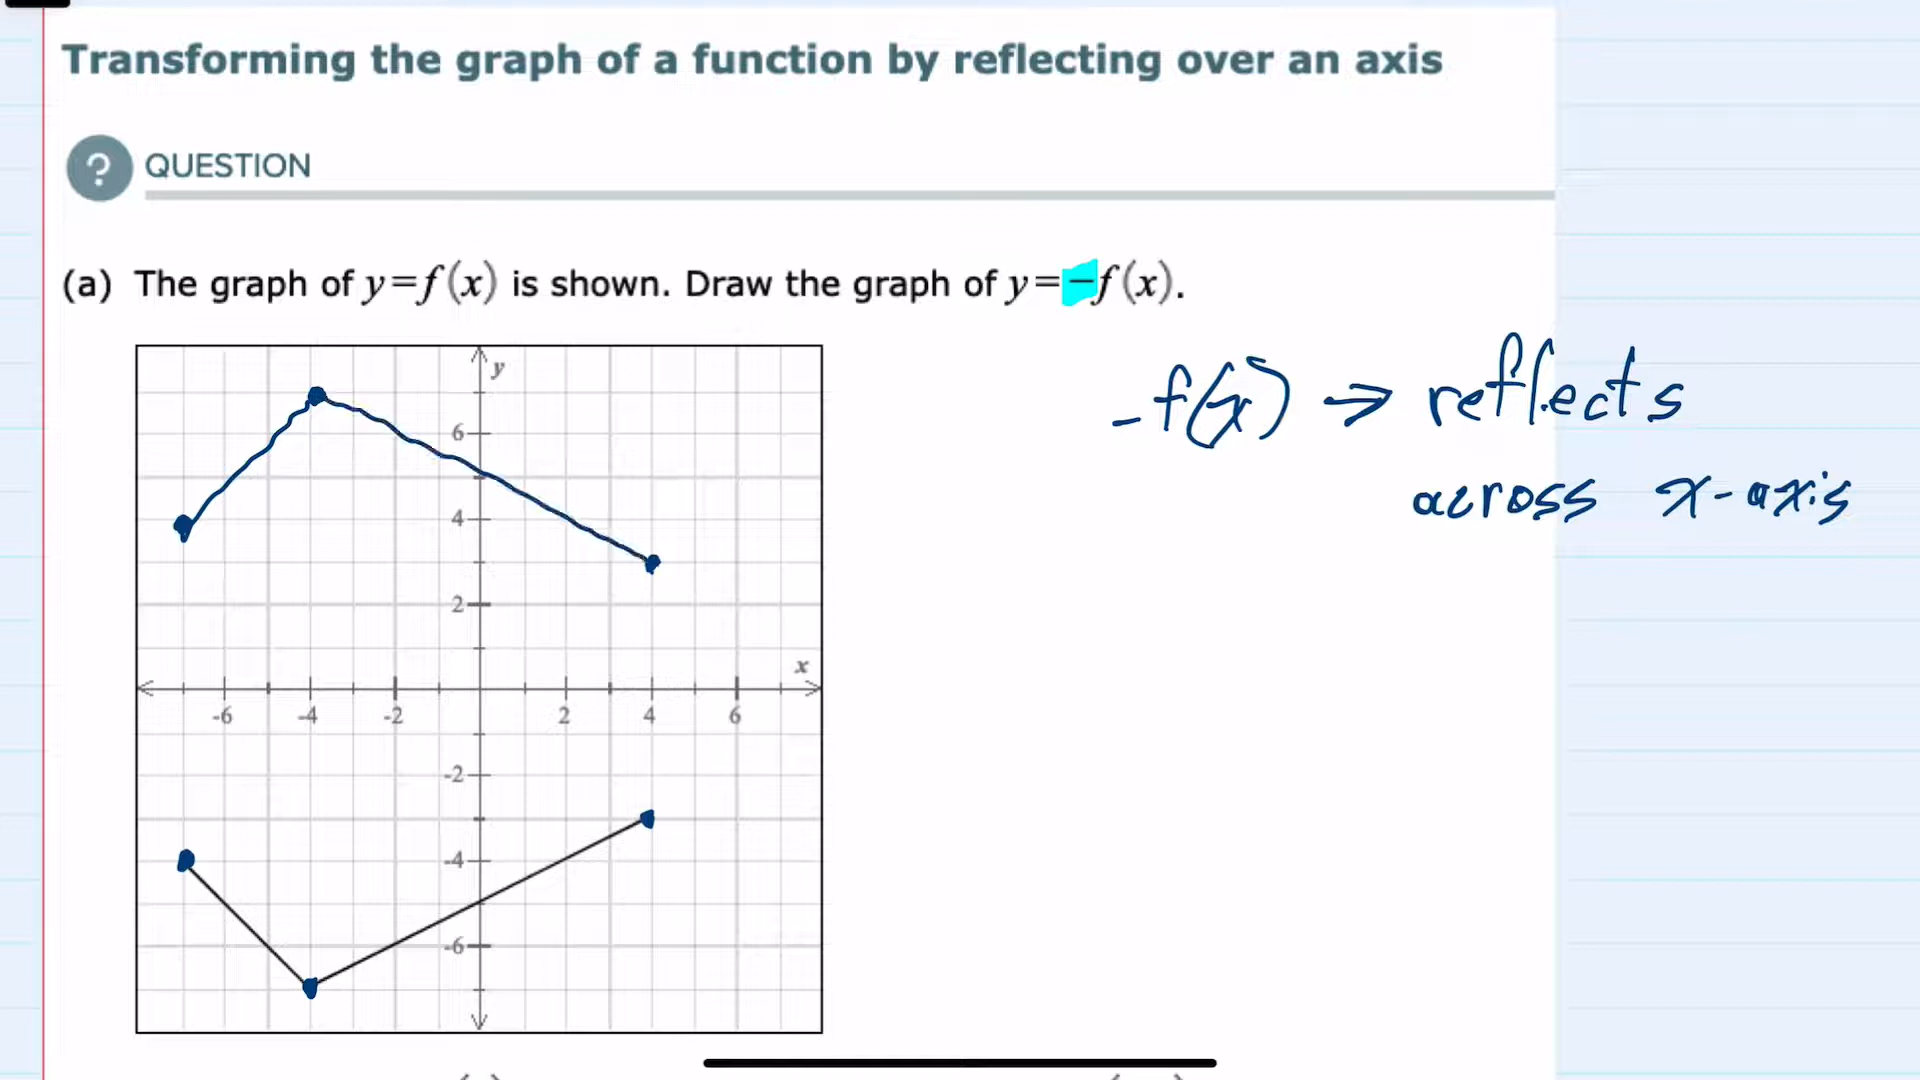 Transforming the graph of a function by reflecting over an axis
? QUESTION
(a) The graph of y=f(x) is shown. Draw the graph of y=-f(x).
y
-f(x) → reflects
across x-axis
6
4
2
x
-6 -4 -2 2 4 6
-2
-4
-6